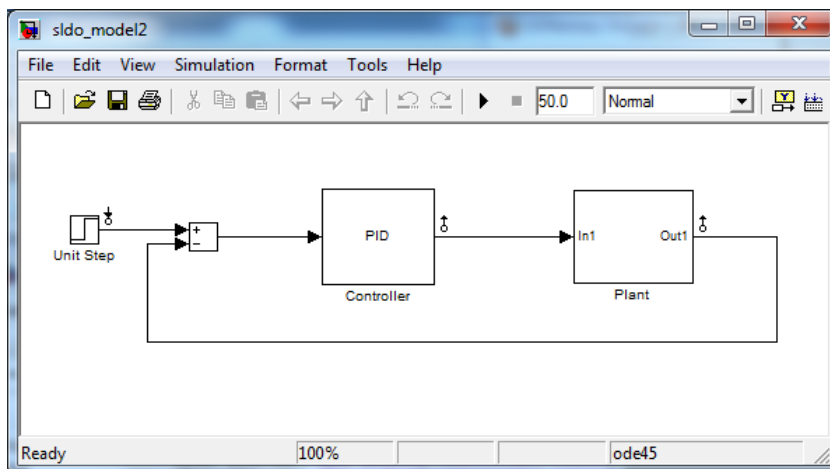 sldo_model2
File Edit View Simulation Format Tools Help
50.0 Normal
Unit Step
+
−
PID
Controller
In1 Out1
Plant
Ready 100% ode45